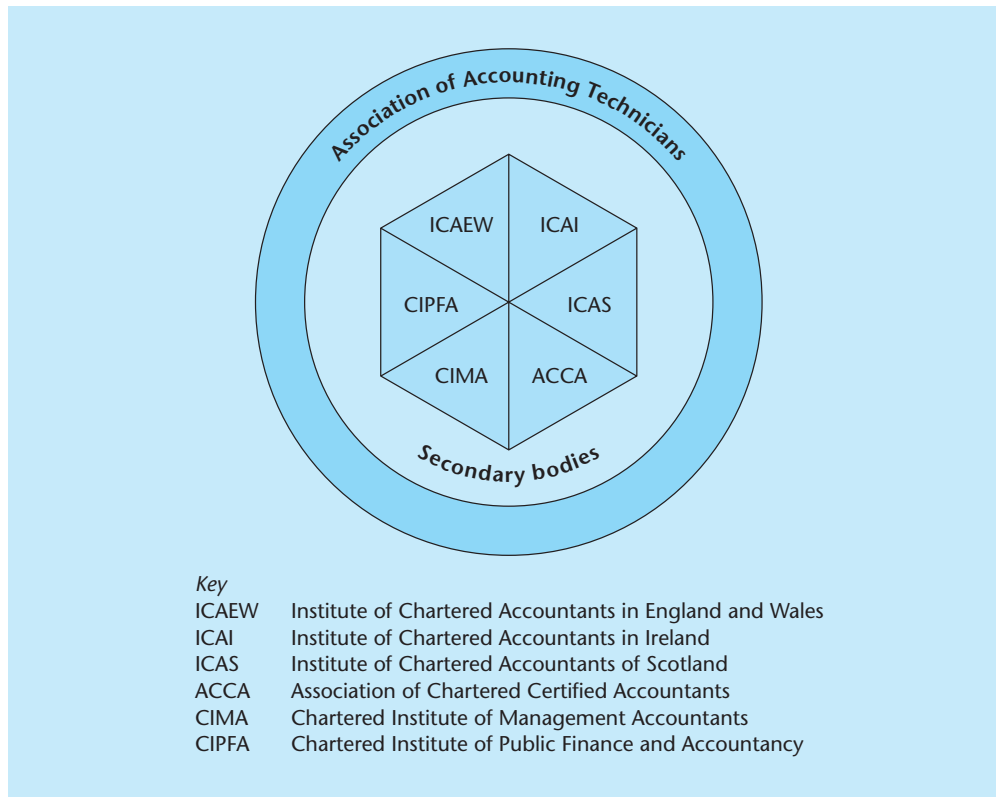 Association of Accounting Technicians
ICAEW
ICAI
CIPFA
ICAS
CIMA
ACCA
Secondary bodies
Key
ICAEW Institute of Chartered Accountants in England and Wales
ICAI Institute of Chartered Accountants in Ireland
ICAS Institute of Chartered Accountants of Scotland
ACCA Association of Chartered Certified Accountants
CIMA Chartered Institute of Management Accountants
CIPFA Chartered Institute of Public Finance and Accountancy